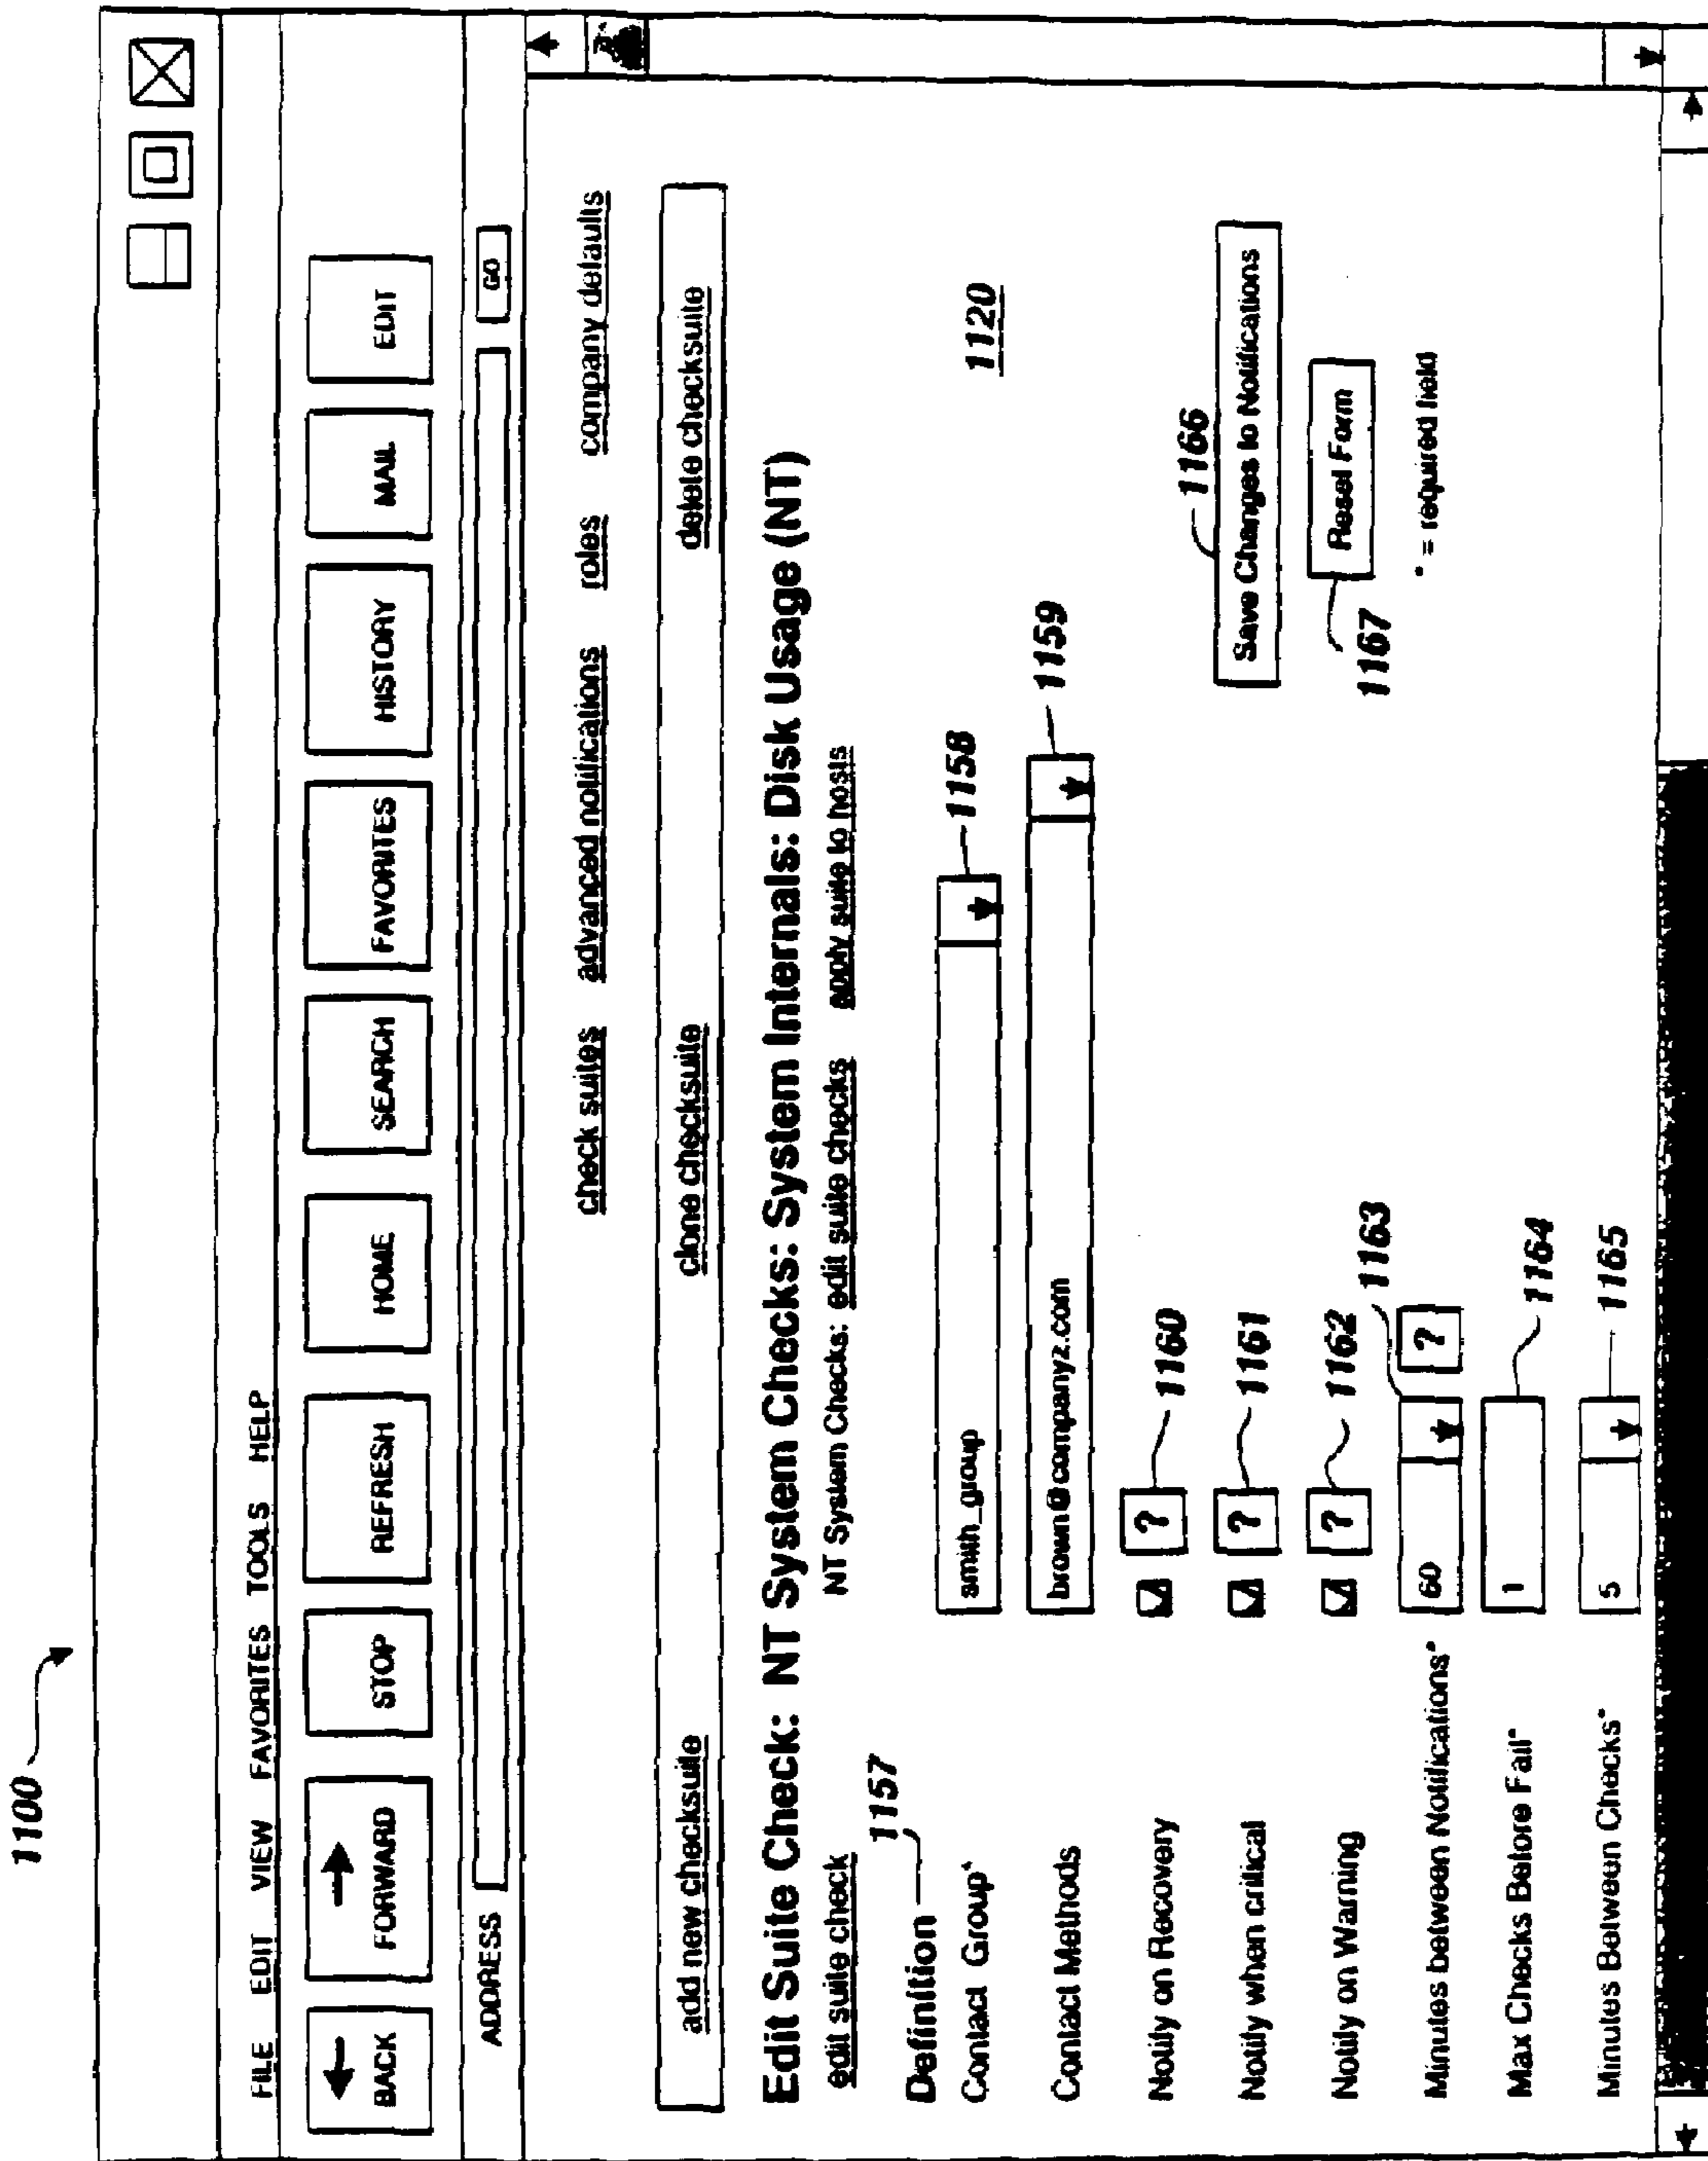 1100
FILE EDIT VIEW FAVORITES TOOLS HELP
BACK FORWARD STOP REFRESH HOME SEARCH FAVORITES HISTORY MAIL EDIT
ADDRESS GO
check suites advanced notifications roles company defaults
add new checksuite clone checksuite delete checksuite
Edit Suite Check: NT System Checks: System Internals: Disk Usage (NT)
edit suite check NT System Checks: edit suite checks apply suite to hosts
Definition 1157
Contact Group* smith_group 1158
1120
Contact Methods brown@companyz.com 1159
Notify on Recovery ? 1160
Notify when critical ? 1161
1166
Save Changes to Notifications
Notify on Warning ? 1162
Reset Form
1167
Minutes between Notifications* 60 ? 1163
* = required field
Max Checks Before Fail* 1 1164
Minutes Between Checks* 5 1165